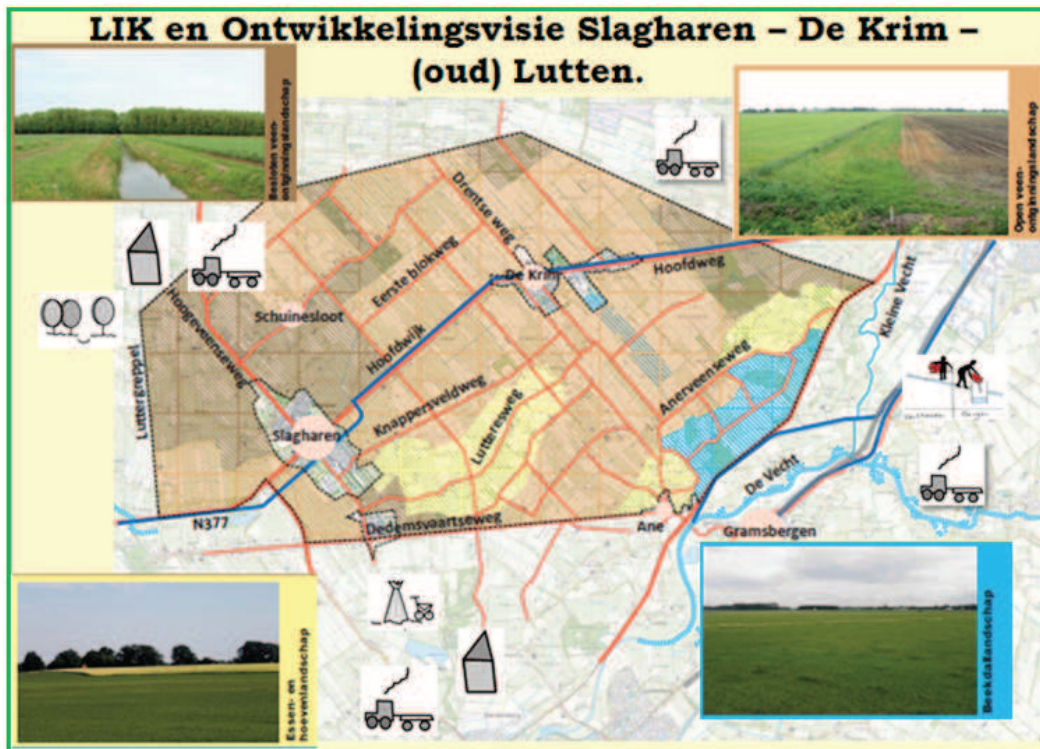 LIK en Ontwikkelingsvisie Slagharen – De Krim –
(oud) Lutten.
Besloten veen-
ontginningslandschap
Open veen-
ontginningslandschap
Drentse weg
De Krim
Hoofdweg
Eerste blokweg
Schuinesloot
Hoogeveenseweg
Hoofdwijk
Kleine Vecht
Luttergreppel
Knappersveldweg
Anerveenseweg
Luttersweg
Slagharen
De Vecht
N377
Dedemsvaartseweg
Ane
Gramsbergen
Essen- en
hoevenlandschap
Beekdallandschap